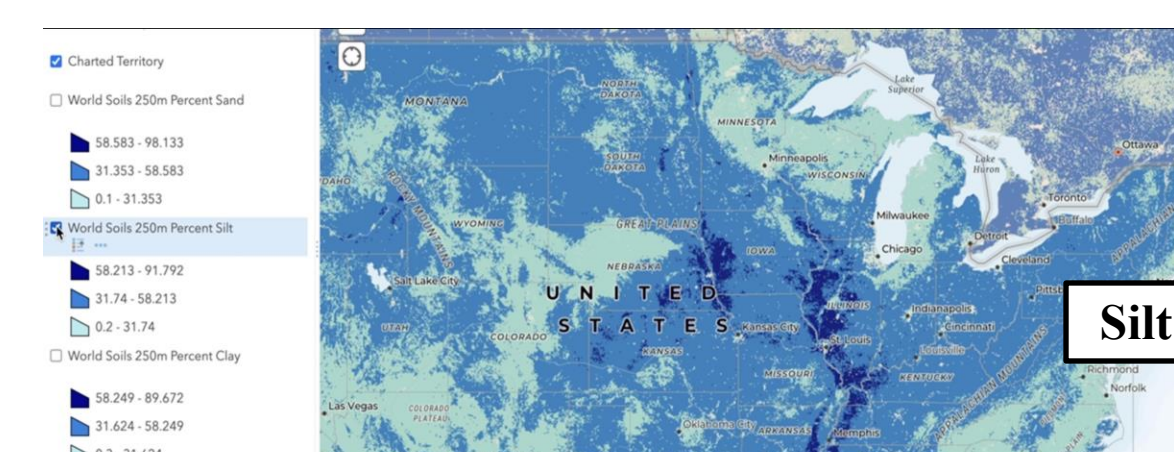 Charted Territory
World Soils 250m Percent Sand
58.583 - 98.133
31.353 - 58.583
0.1 - 31.353
World Soils 250m Percent Silt
58.213 - 91.792
31.74 - 58.213
0.2 - 31.74
World Soils 250m Percent Clay
58.249 - 89.672
31.624 - 58.249
Lake Superior
NORTH DAKOTA
MONTANA
MINNESOTA
Ottawa
SOUTH DAKOTA
Minneapolis
Lake Huron
WISCONSIN
ROCKY MOUNTAINS
Toronto
WYOMING
GREAT PLAINS
Milwaukee
Buffalo
Detroit
IOWA
Chicago
Cleveland
NEBRASKA
Salt Lake City
UNITED
STATES
ILLINOIS
Indianapolis
Silt
UTAH
COLORADO
Kansas City
Cincinnati
St. Louis
KANSAS
Louisville
MISSOURI
KENTUCKY
APPALACHIAN MOUNTAINS
Richmond
Norfolk
Las Vegas
COLORADO PLATEAU
Oklahoma City
ARKANSAS
Memphis